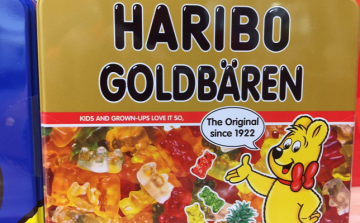 HARIBO
GOLDBÄREN
KIDS AND GROWN-UPS LOVE IT SO,
The Original
since 1922